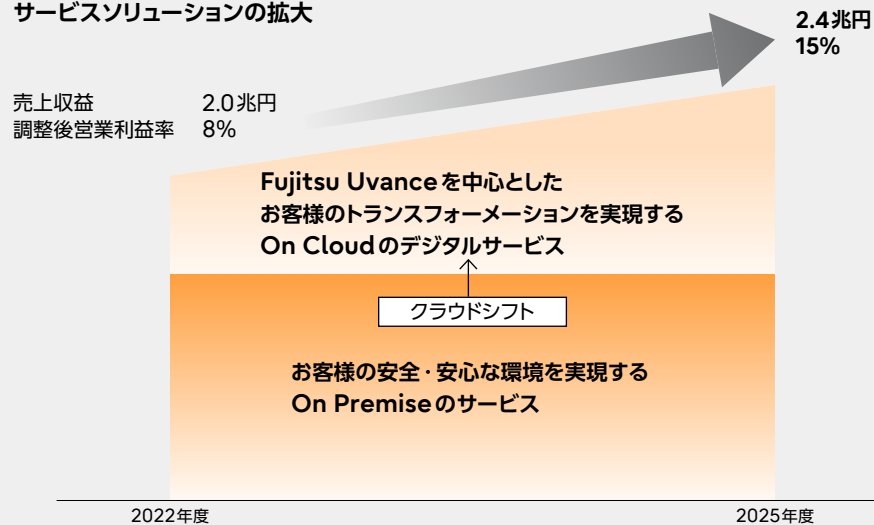 サービスソリューションの拡大
2.4兆円
15%
売上収益 2.0兆円
調整後営業利益率 8%
Fujitsu Uvanceを中心とした
お客様のトランスフォーメーションを実現する
On Cloudのデジタルサービス
クラウドシフト
お客様の安全・安心な環境を実現する
On Premiseのサービス
2022年度 2025年度